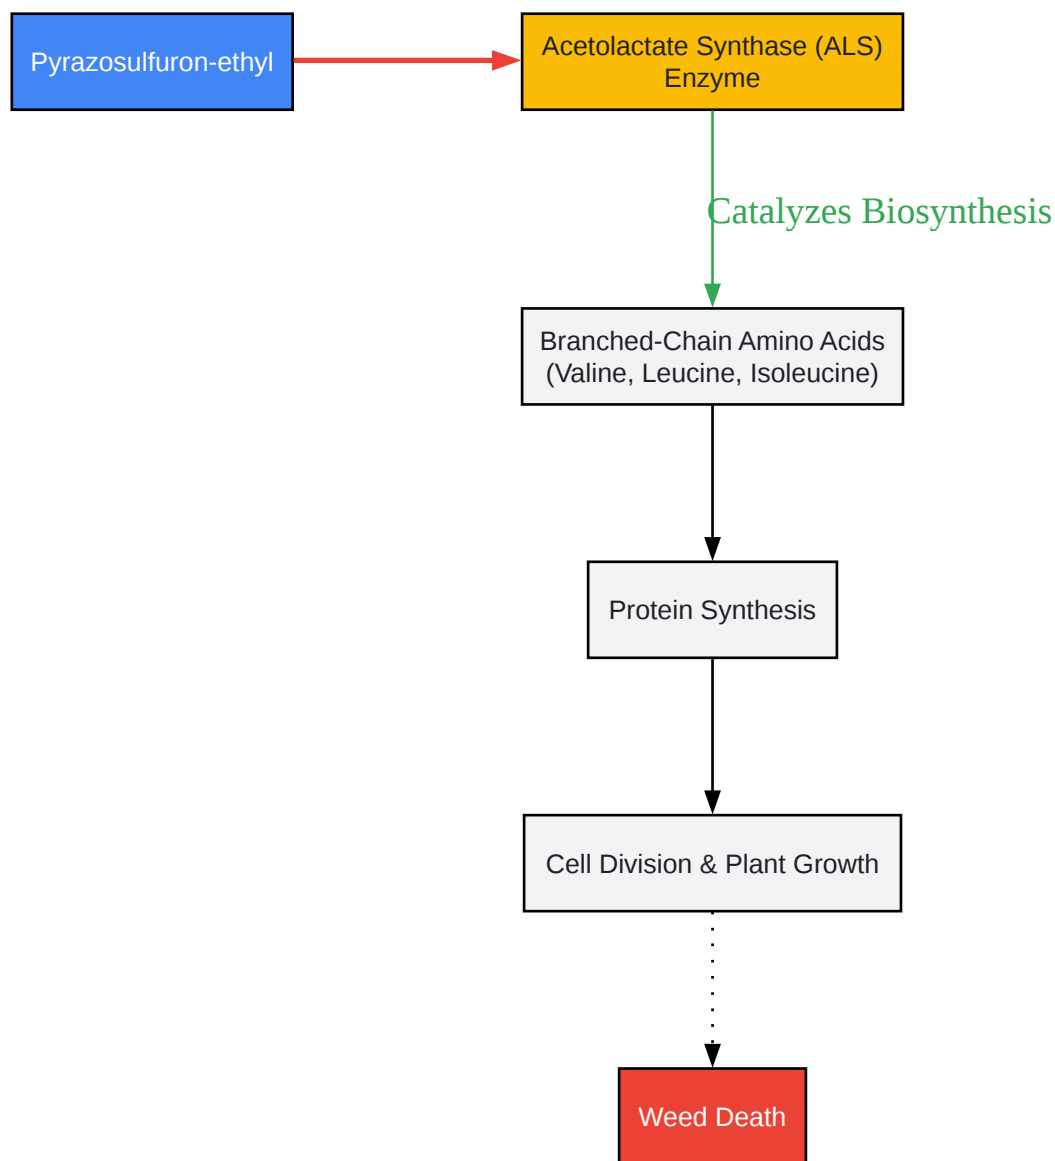 Pyrazosulfuron-ethyl
Acetolactate Synthase (ALS)
Enzyme
Catalyzes Biosynthesis
Branched-Chain Amino Acids
(Valine, Leucine, Isoleucine)
Protein Synthesis
Cell Division & Plant Growth
Weed Death